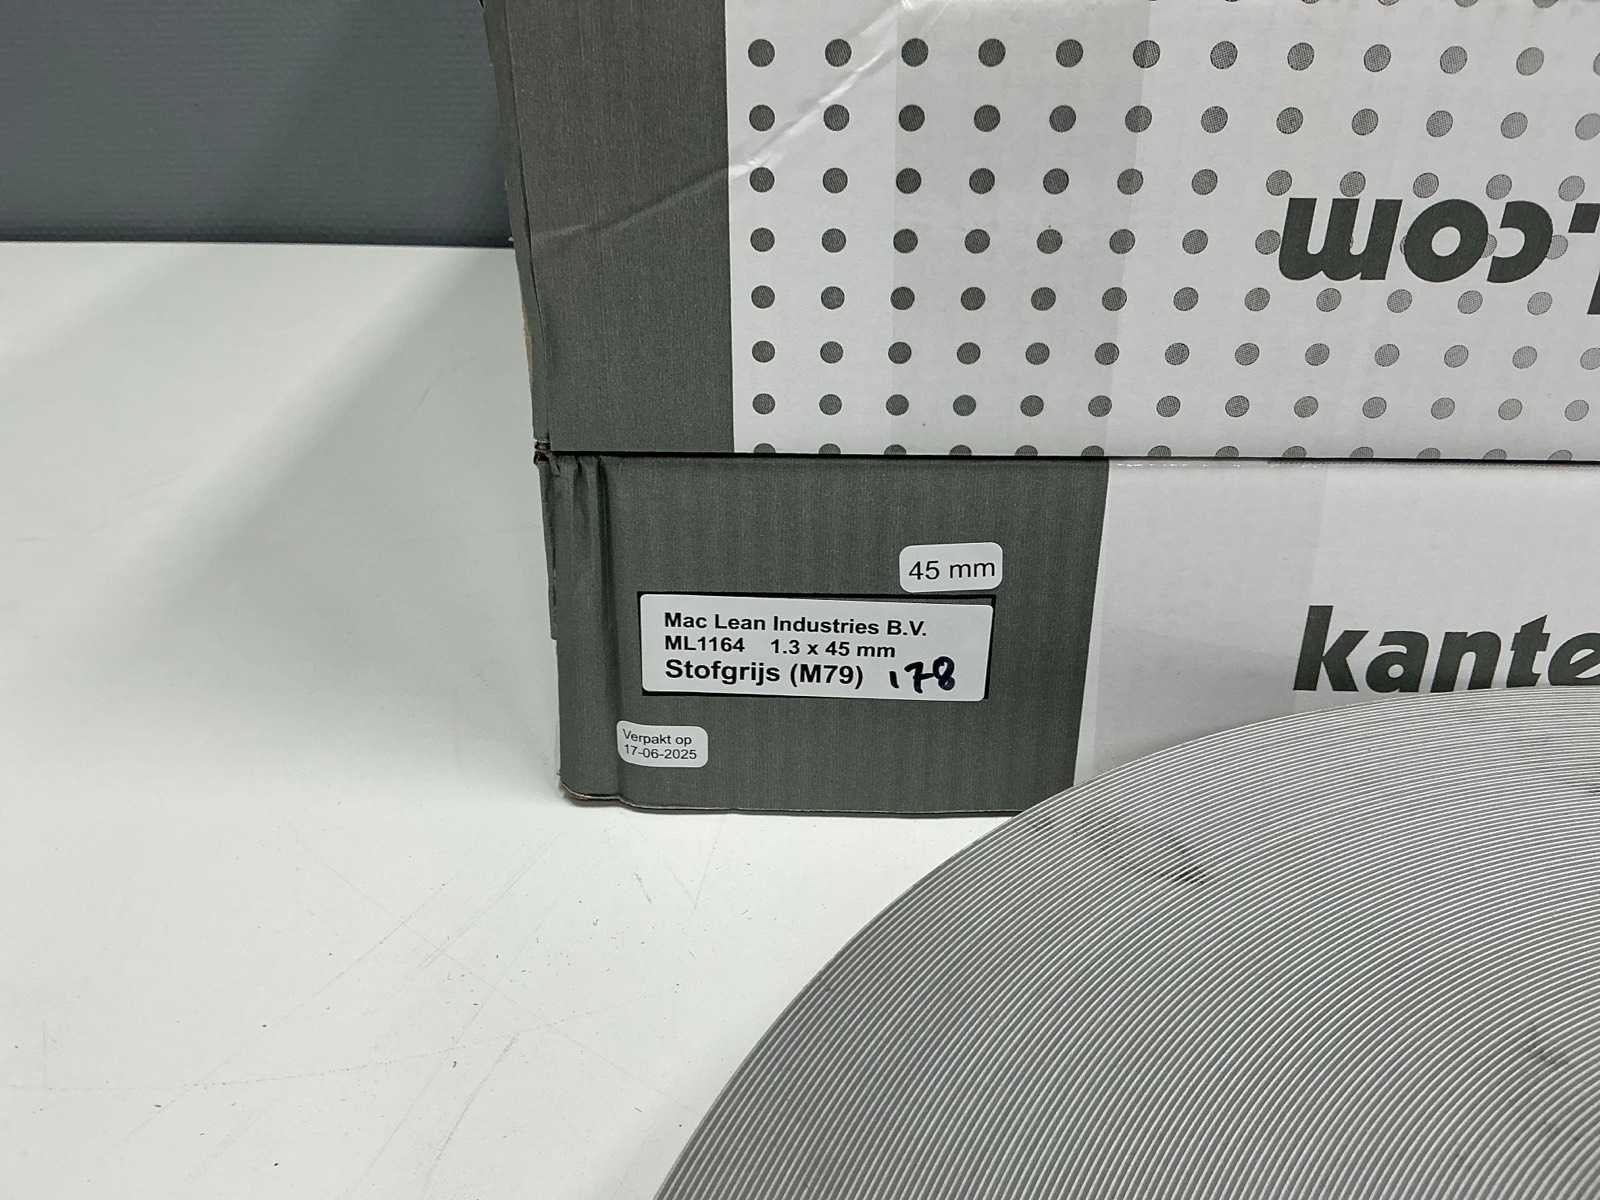 .com
45 mm
Mac Lean Industries B.V.
ML1164 1.3 x 45 mm
Stofgrijs (M79) 178
kante
Verpakt op
17-06-2025